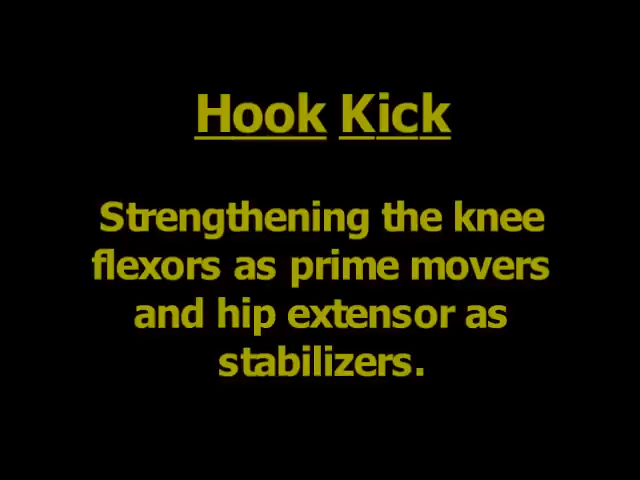 Hook Kick
Strengthening the knee
flexors as prime movers
and hip extensor as
stabilizers.